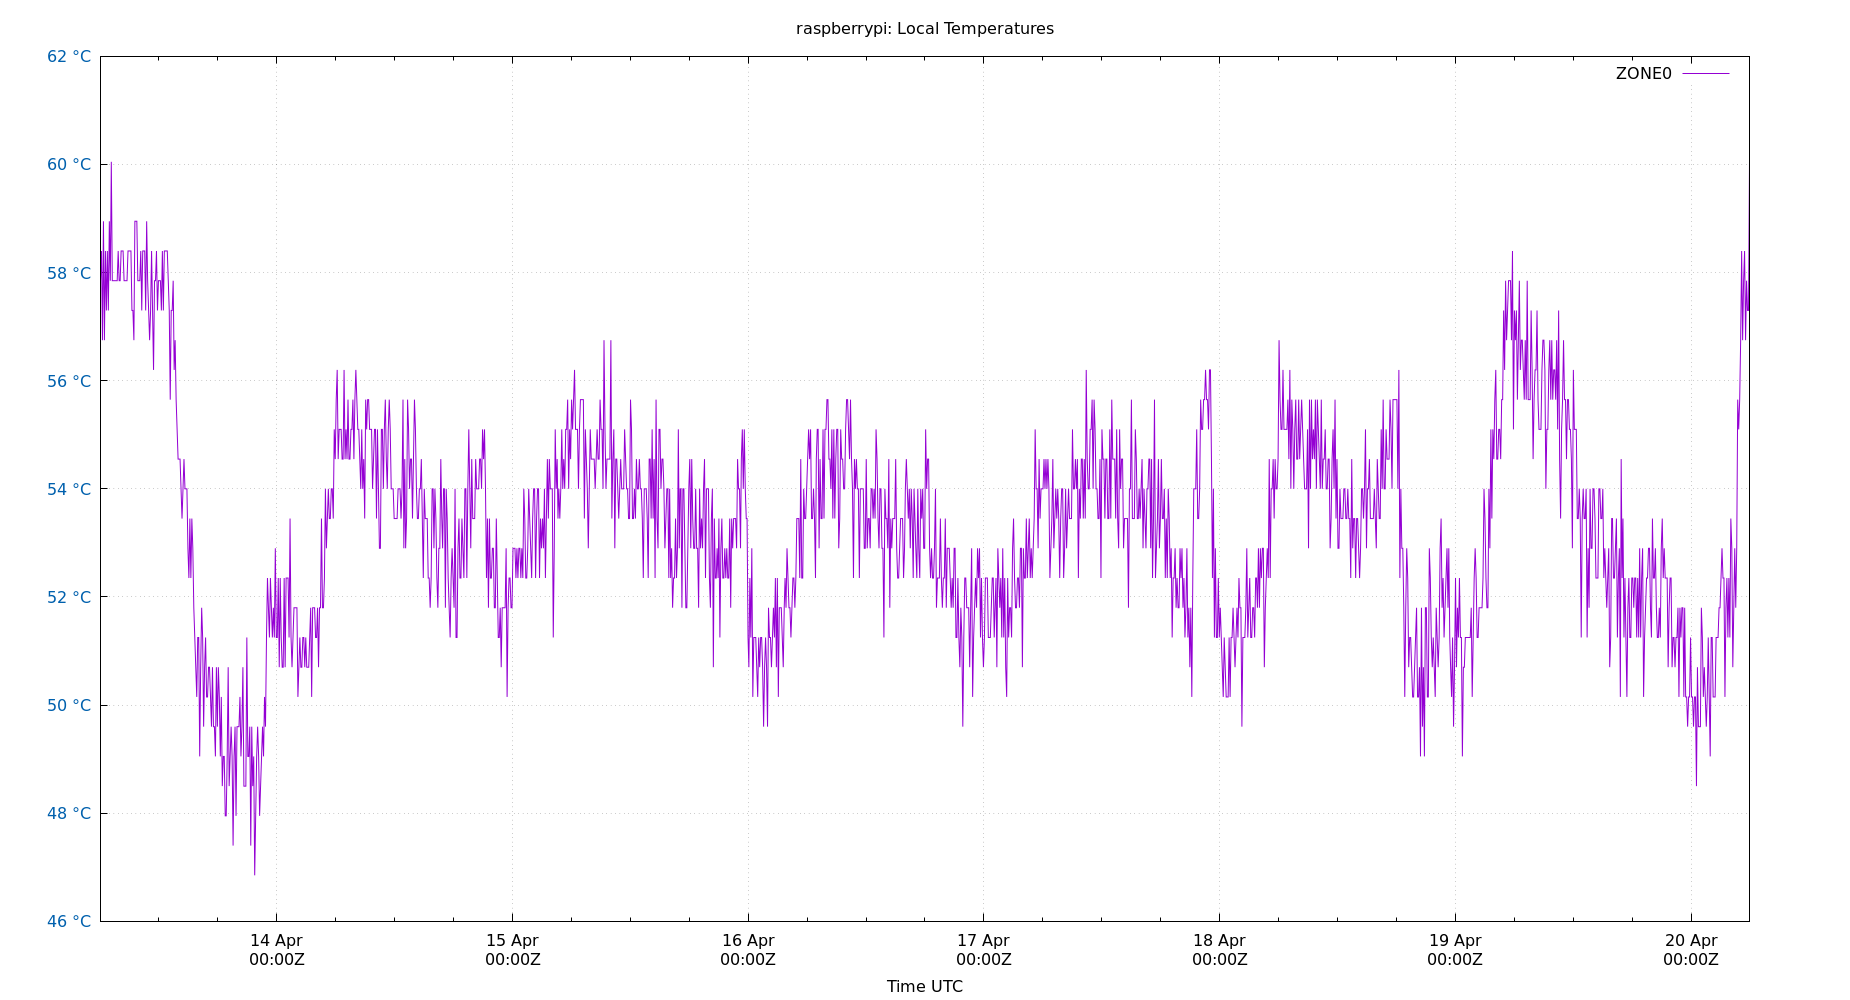 raspberrypi: Local Temperatures
62 °C
ZONE0
60 °C
58 °C
56 °C
54 °C
52 °C
50 °C
48 °C
46 °C
14 Apr 15 Apr 16 Apr 17 Apr 18 Apr 19 Apr 20 Apr
00:00Z 00:00Z 00:00Z 00:00Z 00:00Z 00:00Z 00:00Z
Time UTC